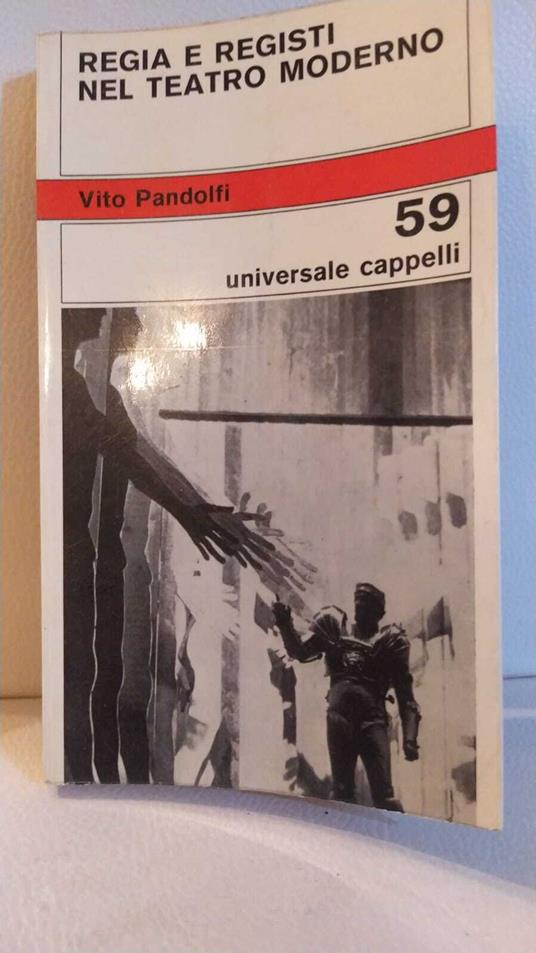 REGIA E REGISTI
NEL TEATRO MODERNO
Vito Pandolfi
59
universale cappelli